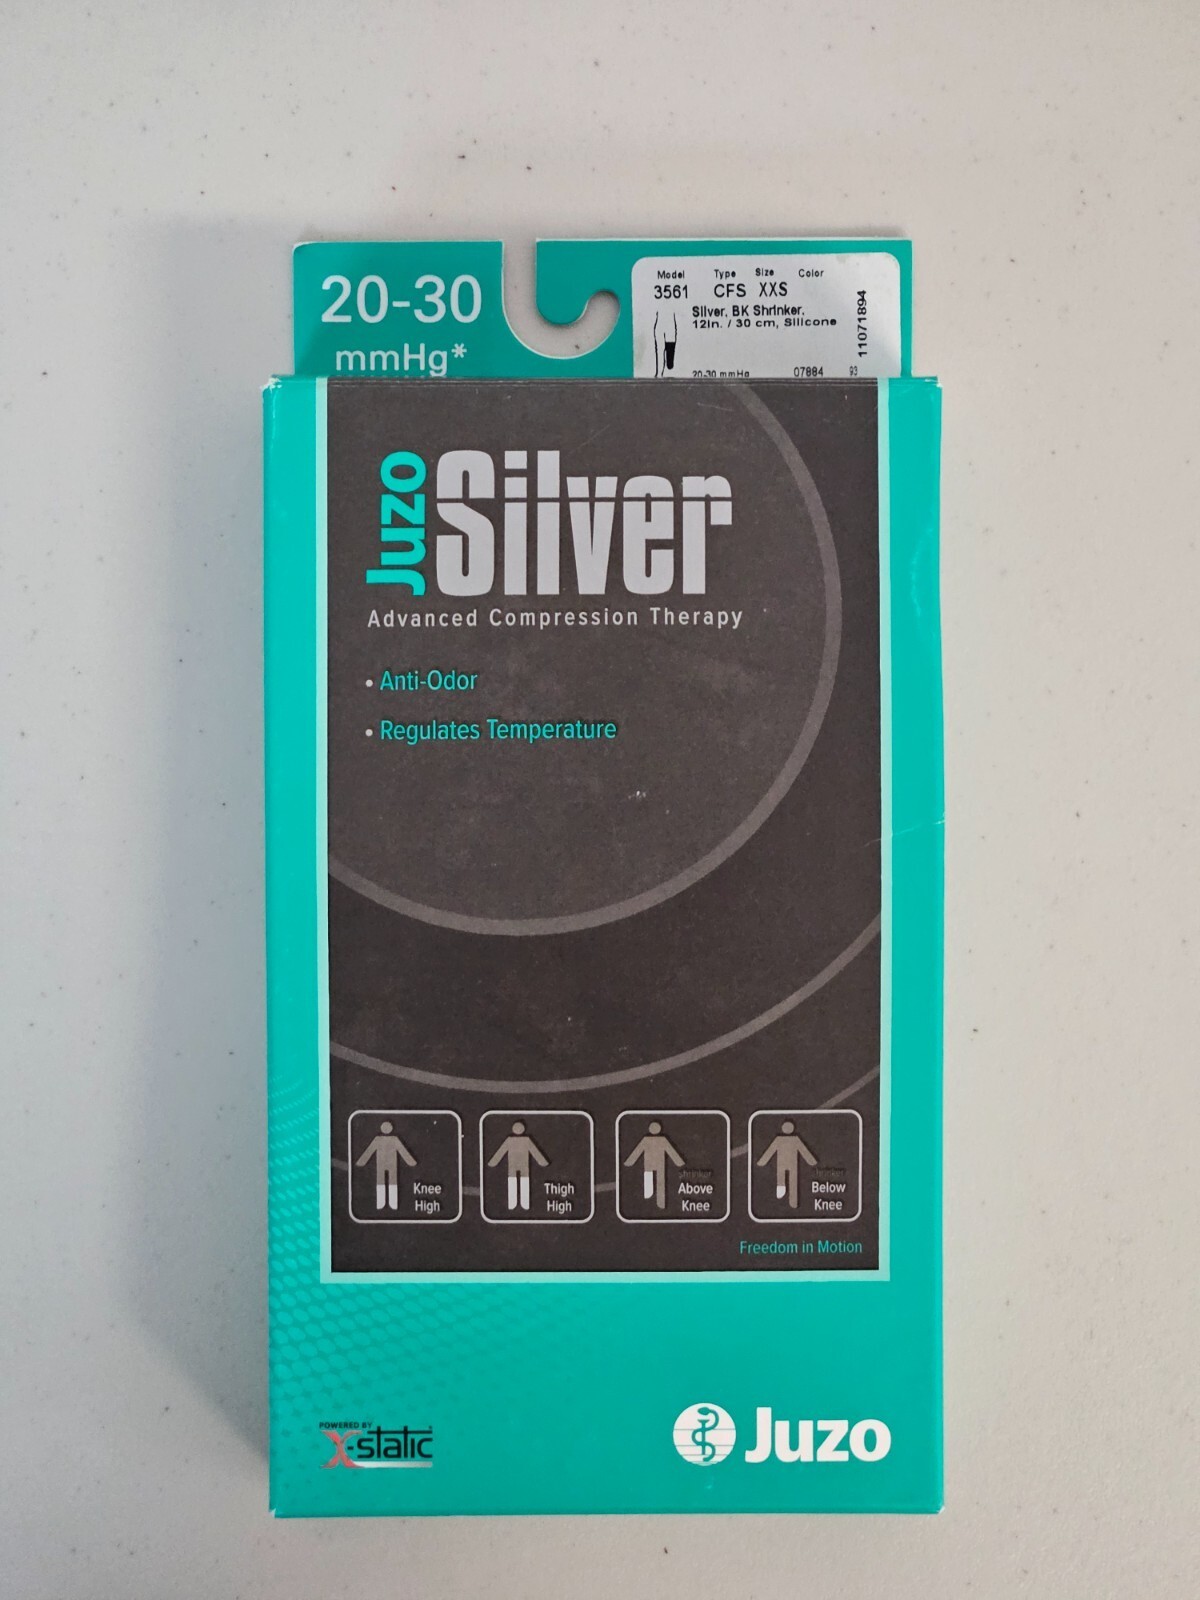 20-30
mmHg*
Model Type Size Color
3561 CFS XXS
Silver, BK Shrinker,
12in. / 30 cm, Silicone
20-30 mmHg 07884 93
11071894
Juzo Silver
Advanced Compression Therapy
• Anti-Odor
• Regulates Temperature
Knee
High
Thigh
High
shrinker
Above
Knee
shrinker
Below
Knee
Freedom in Motion
POWERED BY
X-static
Juzo